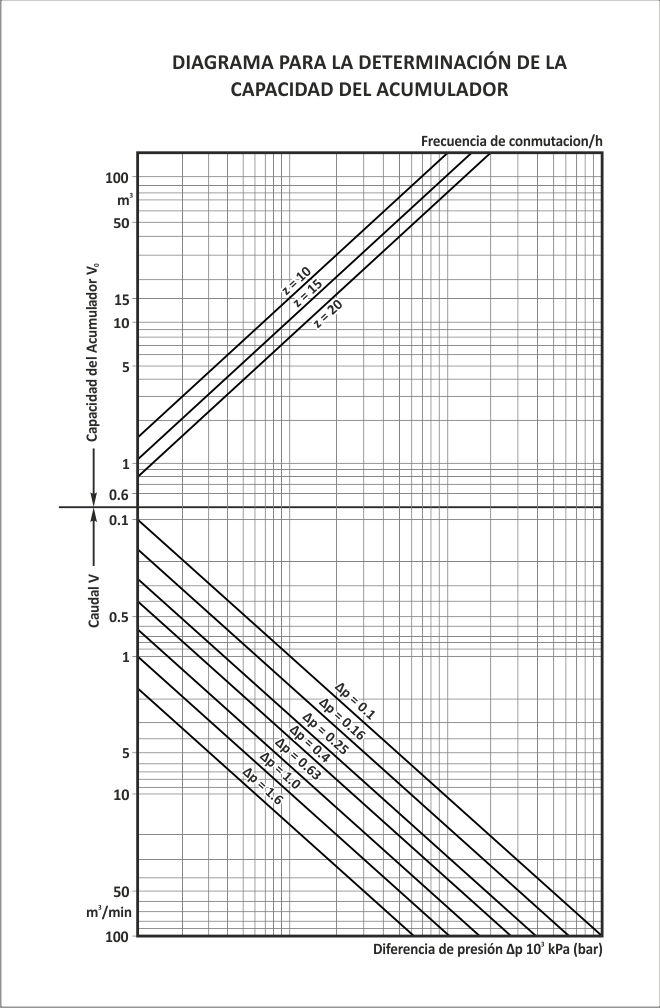 DIAGRAMA PARA LA DETERMINACIÓN DE LA
CAPACIDAD DEL ACUMULADOR
Frecuencia de conmutacion/h
100
m³
50
15
10
5
1
0.6
Capacidad del Acumulador V₀
z = 10
z = 15
z = 20
0.1
0.5
1
5
10
50
m³/min
100
Caudal V
Δp = 0.1
Δp = 0.16
Δp = 0.25
Δp = 0.4
Δp = 0.63
Δp = 1.0
Δp = 1.6
Diferencia de presión Δp 10³ kPa (bar)